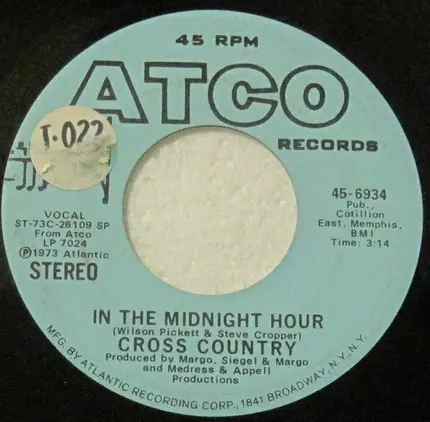 45 RPM
ATCO
RECORDS
T-022
45-6934
Pub.,
Cotillion
East, Memphis,
BMI
Time: 3:14
VOCAL
ST-73C-26109 SP
From Atco
LP 7024
Ⓟ1973 Atlantic
STEREO
IN THE MIDNIGHT HOUR
(Wilson Pickett & Steve Cropper)
CROSS COUNTRY
Produced by Margo, Siegel & Margo
and Medress & Appell
Productions
MFG. BY ATLANTIC RECORDING CORP., 1841 BROADWAY, N.Y., N.Y.